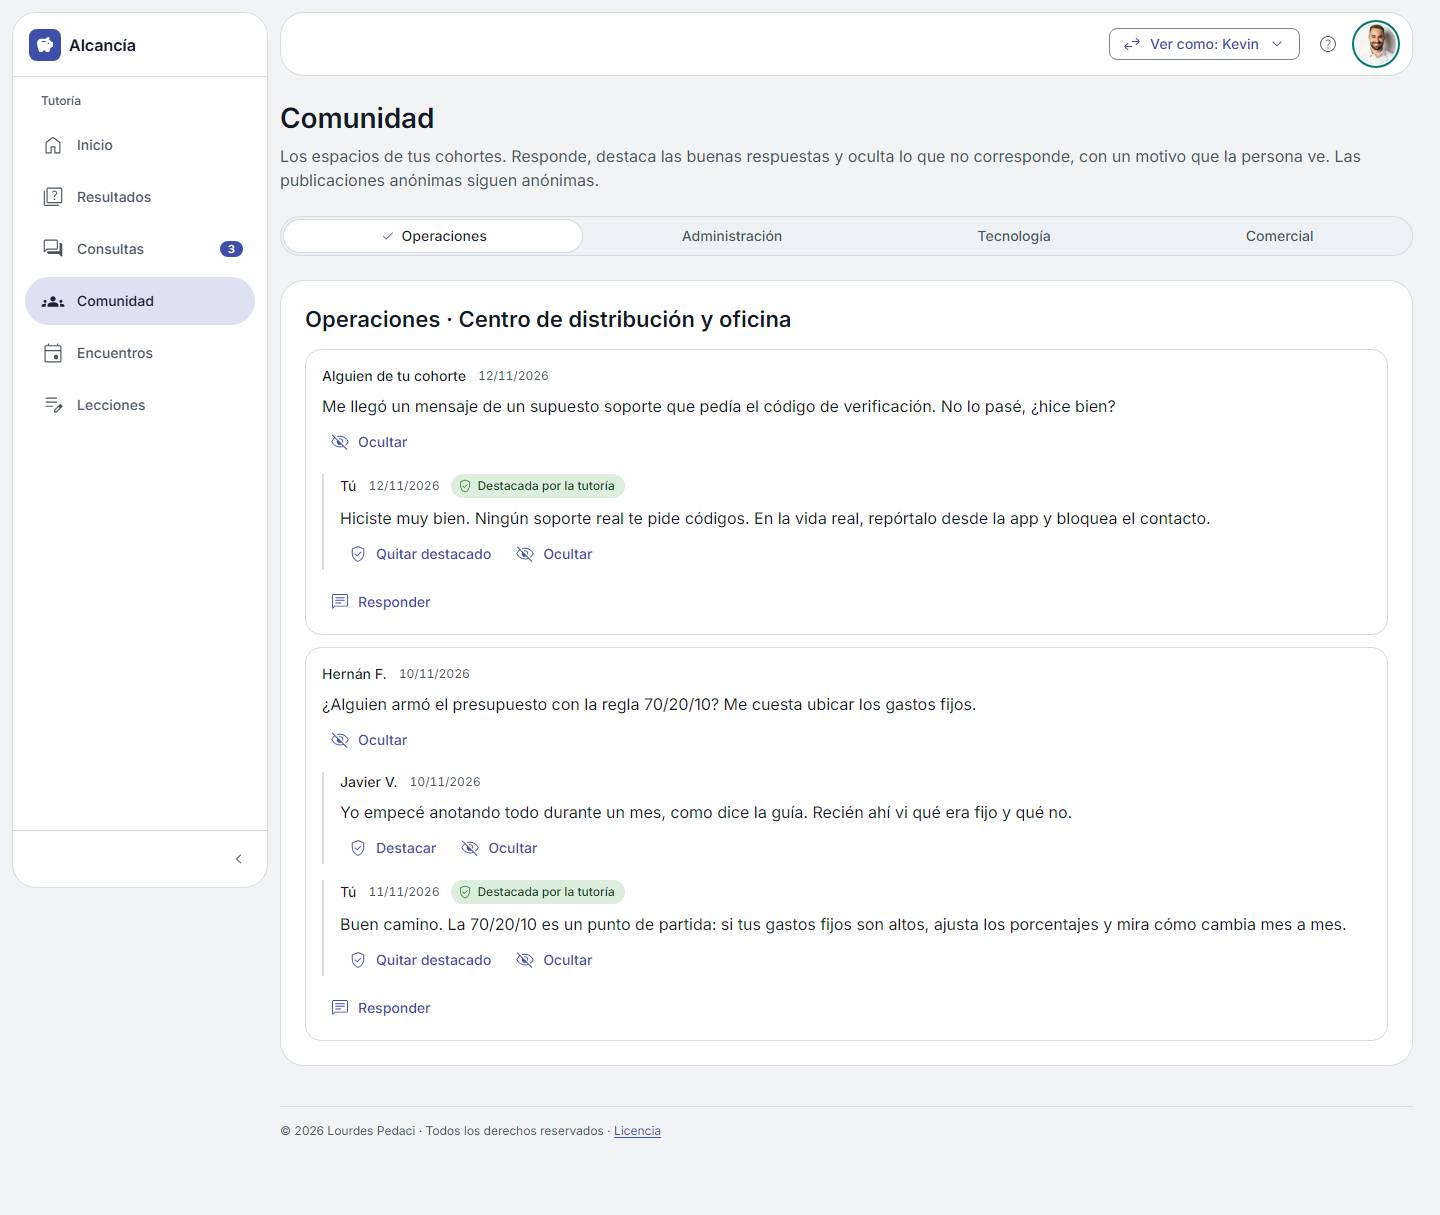 Alcancía
Ver como: Kevin
Tutoría
Inicio
Resultados
Consultas 3
Comunidad
Encuentros
Lecciones
Comunidad
Los espacios de tus cohortes. Responde, destaca las buenas respuestas y oculta lo que no corresponde, con un motivo que la persona ve. Las
publicaciones anónimas siguen anónimas.
Operaciones Administración Tecnología Comercial
Operaciones · Centro de distribución y oficina
Alguien de tu cohorte 12/11/2026
Me llegó un mensaje de un supuesto soporte que pedía el código de verificación. No lo pasé, ¿hice bien?
Ocultar
Tú 12/11/2026 Destacada por la tutoría
Hiciste muy bien. Ningún soporte real te pide códigos. En la vida real, repórtalo desde la app y bloquea el contacto.
Quitar destacado Ocultar
Responder
Hernán F. 10/11/2026
¿Alguien armó el presupuesto con la regla 70/20/10? Me cuesta ubicar los gastos fijos.
Ocultar
Javier V. 10/11/2026
Yo empecé anotando todo durante un mes, como dice la guía. Recién ahí vi qué era fijo y qué no.
Destacar Ocultar
Tú 11/11/2026 Destacada por la tutoría
Buen camino. La 70/20/10 es un punto de partida: si tus gastos fijos son altos, ajusta los porcentajes y mira cómo cambia mes a mes.
Quitar destacado Ocultar
Responder
© 2026 Lourdes Pedaci · Todos los derechos reservados · Licencia